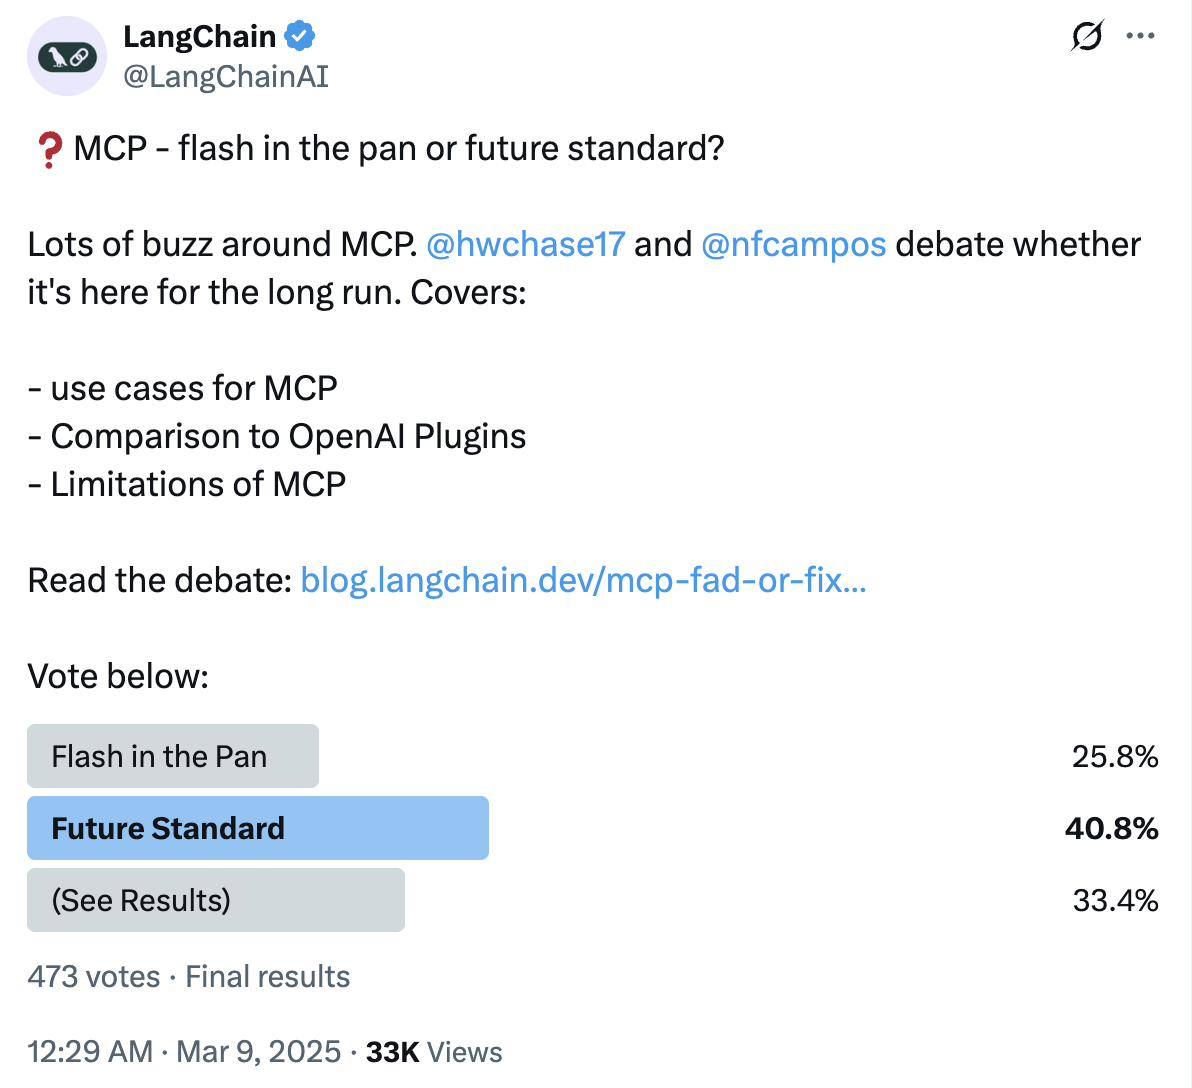 LangChain
@LangChainAI
❓ MCP - flash in the pan or future standard?
Lots of buzz around MCP. @hwchase17 and @nfcampos debate whether
it's here for the long run. Covers:
- use cases for MCP
- Comparison to OpenAI Plugins
- Limitations of MCP
Read the debate: blog.langchain.dev/mcp-fad-or-fix…
Vote below:
Flash in the Pan 25.8%
Future Standard 40.8%
(See Results) 33.4%
473 votes · Final results
12:29 AM · Mar 9, 2025 · 33K Views